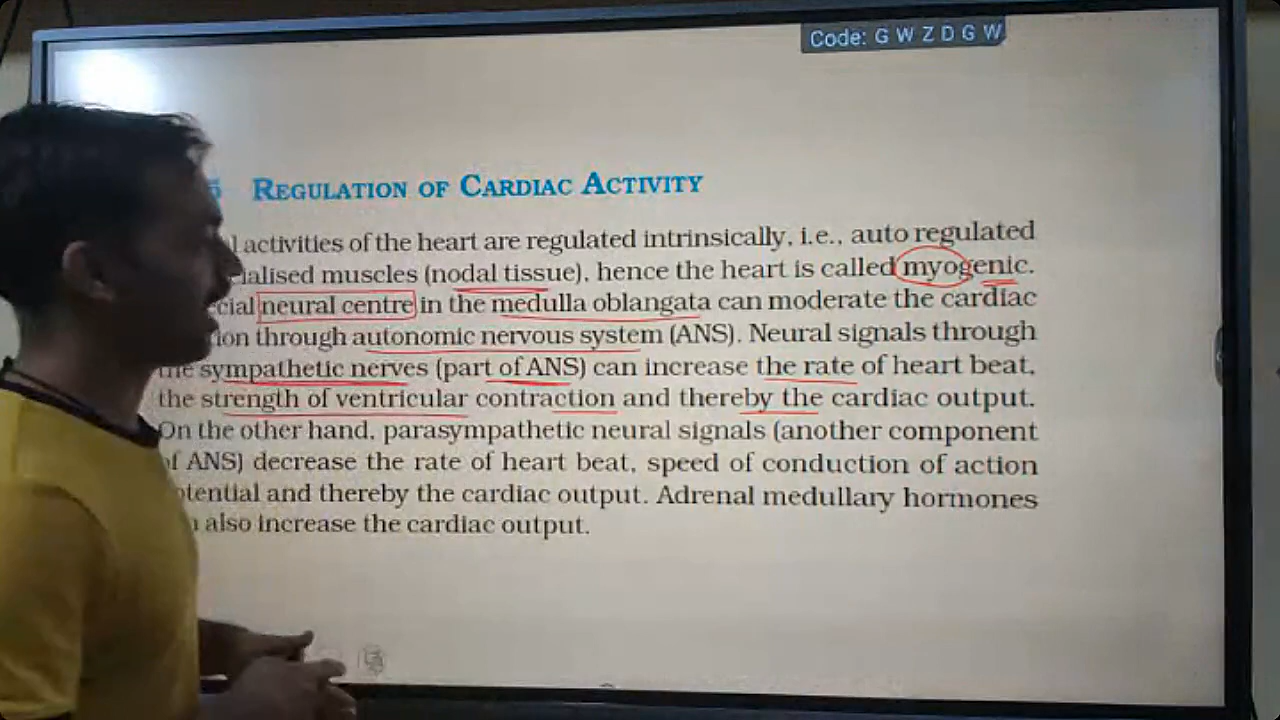 Code: G W Z D G W
5 REGULATION OF CARDIAC ACTIVITY
activities of the heart are regulated intrinsically, i.e., auto regulated
ialised muscles (nodal tissue), hence the heart is called myogenic.
cial neural centre in the medulla oblangata can moderate the cardiac
tion through autonomic nervous system (ANS). Neural signals through
the sympathetic nerves (part of ANS) can increase the rate of heart beat,
the strength of ventricular contraction and thereby the cardiac output.
On the other hand, parasympathetic neural signals (another component
of ANS) decrease the rate of heart beat, speed of conduction of action
tential and thereby the cardiac output. Adrenal medullary hormones
also increase the cardiac output.